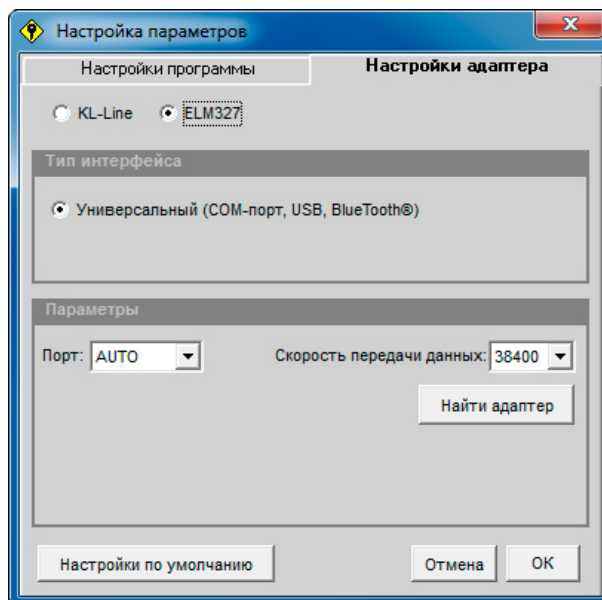 Настройка параметров
Настройки программы Настройки адаптера
KL-Line ELM327
Тип интерфейса
Универсальный (COM-порт, USB, BlueTooth®)
Параметры
Порт: AUTO Скорость передачи данных: 38400
Найти адаптер
Настройки по умолчанию Отмена OK